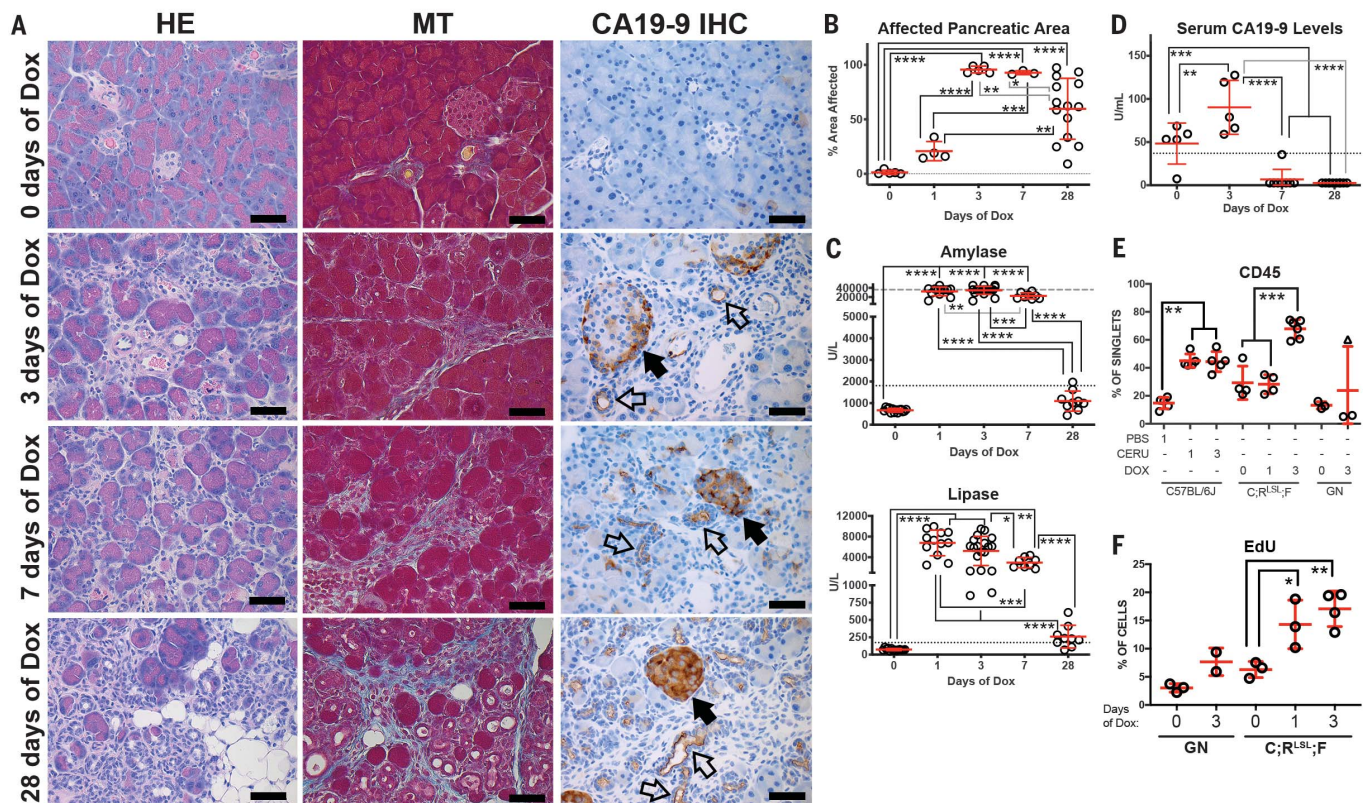 A
HE
MT
CA19-9 IHC
0 days of Dox
3 days of Dox
7 days of Dox
28 days of Dox
B
Affected Pancreatic Area
% Area Affected
100
50
0
****
****
****
****
**
*
***
**
0 1 3 7 28
Days of Dox
C
Amylase
U/L
40000
20000
5000
4000
3000
2000
1000
0
**** **** ****
**
***
****
****
****
0 1 3 7 28
Days of Dox
Lipase
U/L
12000
8000
4000
1000
750
500
250
0
****
*
**
****
***
****
0 1 3 7 28
Days of Dox
D
Serum CA19-9 Levels
U/mL
150
100
50
0
***
**
****
****
0 3 7 28
Days of Dox
E
CD45
% OF SINGLETS
100
80
60
40
20
0
**
***
PBS 1 - - - - - - -
CERU - 1 3 - - - - -
DOX - - - 0 1 3 0 3
C57BL/6J C;RLSL;F GN
F
EdU
% OF CELLS
25
20
15
10
5
0
*
**
Days of Dox: 0 3 0 1 3
GN C;RLSL;F